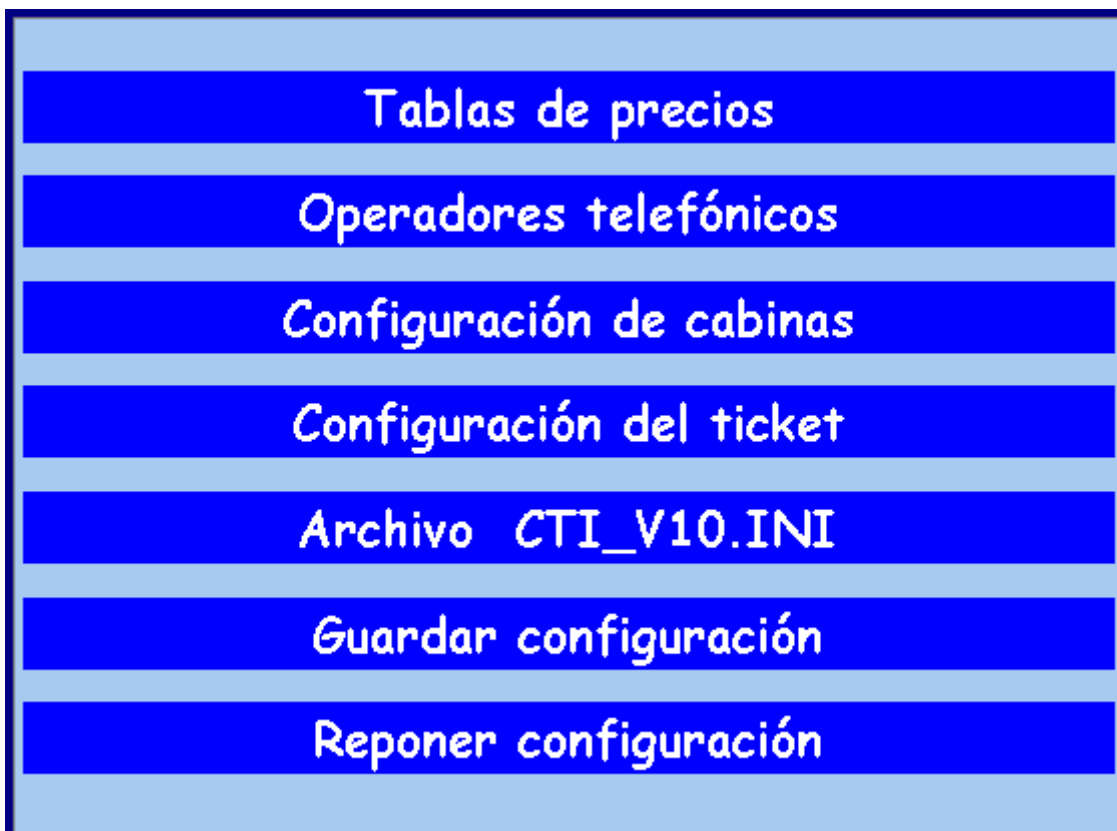 Tablas de precios
Operadores telefónicos
Configuración de cabinas
Configuración del ticket
Archivo CTI_V10.INI
Guardar configuración
Reponer configuración